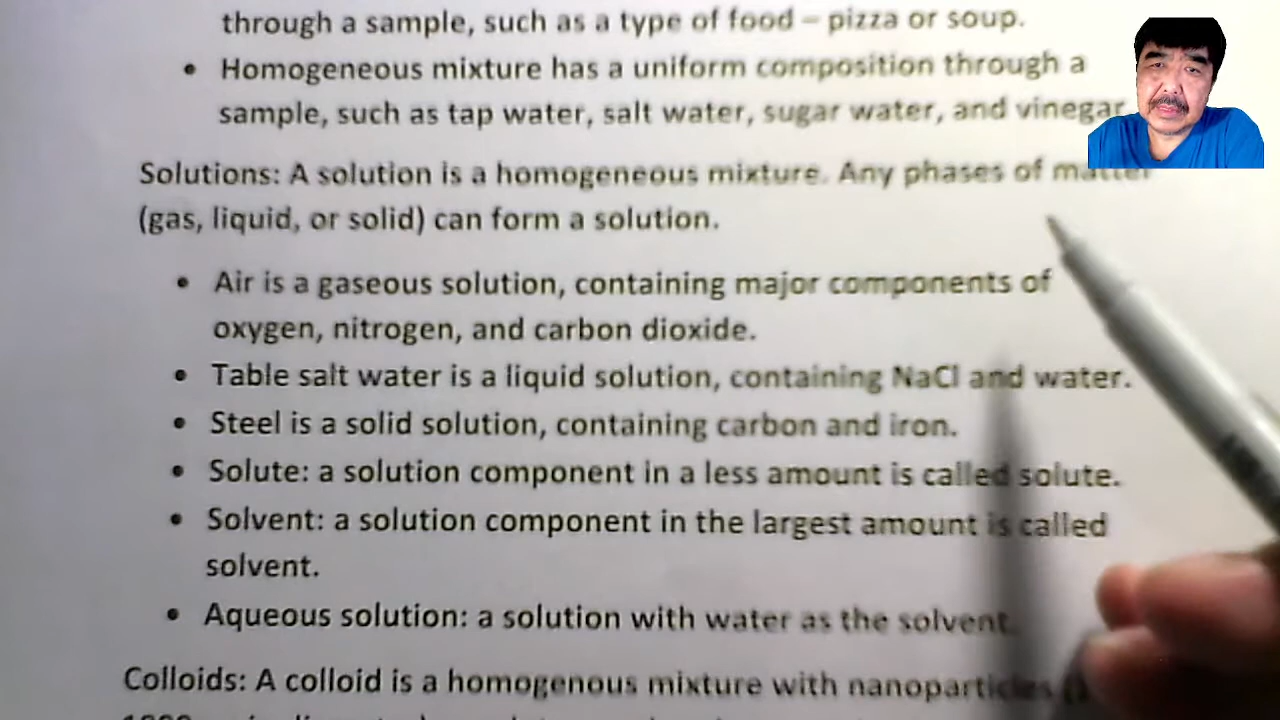 through a sample, such as a type of food – pizza or soup.
• Homogeneous mixture has a uniform composition through a
sample, such as tap water, salt water, sugar water, and vinegar
Solutions: A solution is a homogeneous mixture. Any phases of matter
(gas, liquid, or solid) can form a solution.
• Air is a gaseous solution, containing major components of
oxygen, nitrogen, and carbon dioxide.
• Table salt water is a liquid solution, containing NaCl and water.
• Steel is a solid solution, containing carbon and iron.
• Solute: a solution component in a less amount is called solute.
• Solvent: a solution component in the largest amount is called
solvent.
• Aqueous solution: a solution with water as the solvent.
Colloids: A colloid is a homogenous mixture with nanoparticles